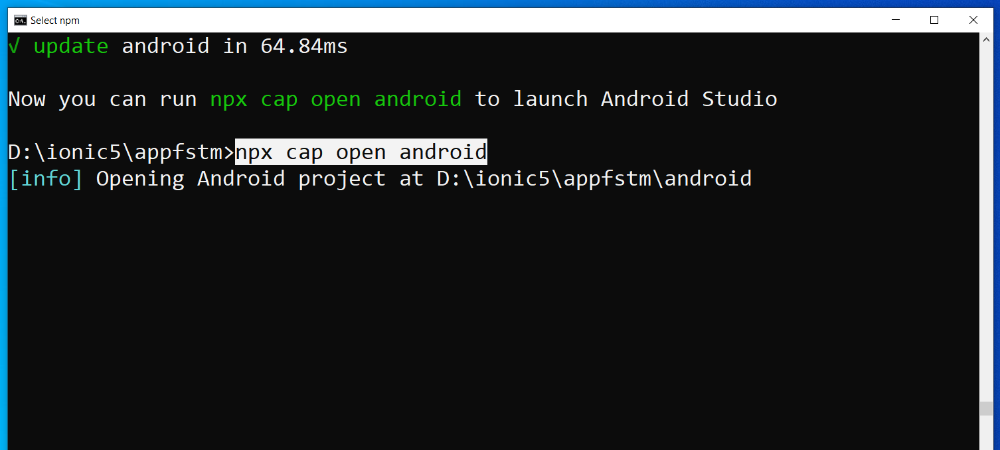 Select npm
√ update android in 64.84ms
Now you can run npx cap open android to launch Android Studio
D:\ionic5\appfstm>npx cap open android
[info] Opening Android project at D:\ionic5\appfstm\android